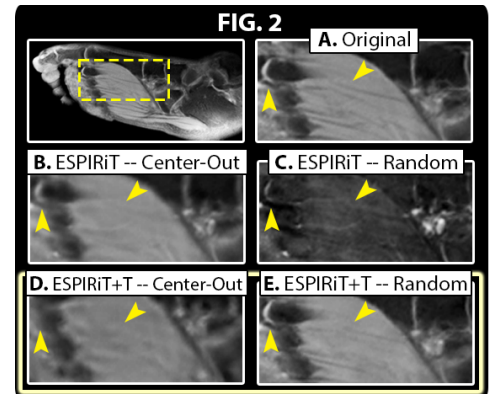 FIG. 2
A. Original
B. ESPIRiT -- Center-Out
C. ESPIRiT -- Random
D. ESPIRiT+T -- Center-Out
E. ESPIRiT+T -- Random